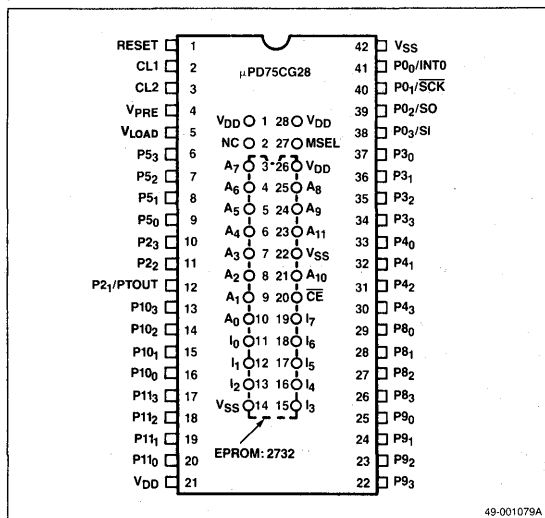 RESET 1 42 VSS
CL1 2 μPD75CG28 41 P00/INT0
CL2 3 40 P01/SCK
VPRE 4 VDD 1 28 VDD 39 P02/SO
VLOAD 5 NC 2 27 MSEL 38 P03/SI
P53 6 A7 3 26 VDD 37 P30
P52 7 A6 4 25 A8 36 P31
P51 8 A5 5 24 A9 35 P32
P50 9 A4 6 23 A11 34 P33
P23 10 A3 7 22 VSS 33 P40
P22 11 A2 8 21 A10 32 P41
P21/PTOUT 12 A1 9 20 CE 31 P42
P103 13 A0 10 19 I7 30 P43
P102 14 I0 11 18 I6 29 P80
P101 15 I1 12 17 I5 28 P81
P100 16 I2 13 16 I4 27 P82
P113 17 VSS 14 15 I3 26 P83
P112 18 25 P90
P111 19 EPROM: 2732 24 P91
P110 20 23 P92
VDD 21 22 P93
49-001079A